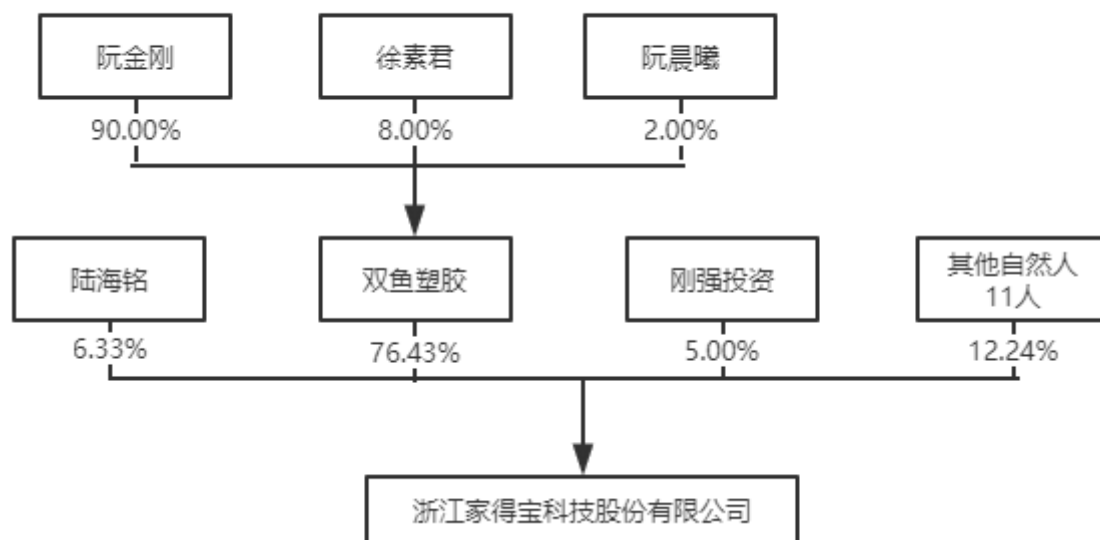 阮金刚
徐素君
阮晨曦
90.00%
8.00%
2.00%
陆海铭
双鱼塑胶
刚强投资
其他自然人
11人
6.33%
76.43%
5.00%
12.24%
浙江家得宝科技股份有限公司